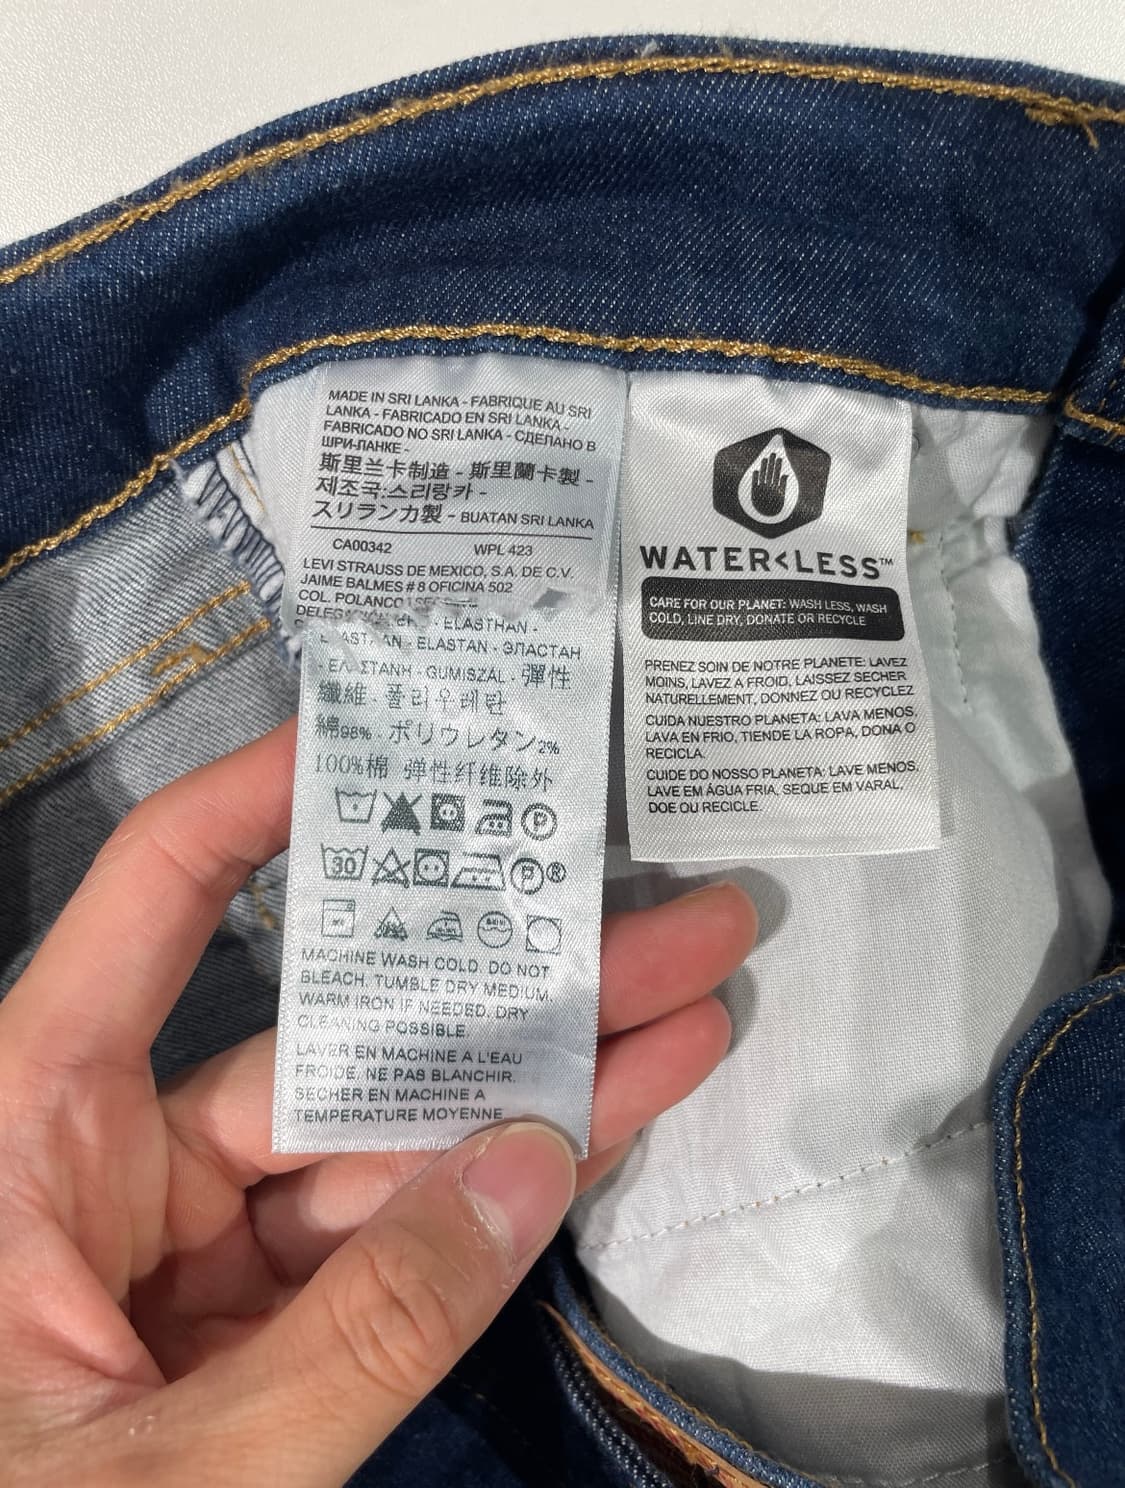 MADE IN SRI LANKA - FABRIQUE AU SRI
LANKA - FABRICADO EN SRI LANKA -
FABRICADO NO SRI LANKA - СДЕЛАНО В
ШРИ-ЛАНКЕ -
斯里兰卡制造 - 斯里蘭卡製 -
제조국:스리랑카 -
スリランカ製 - BUATAN SRI LANKA
CA00342 WPL 423
LEVI STRAUSS DE MEXICO, S.A. DE C.V.
JAIME BALMES # 8 OFICINA 502
COL. POLANCO
ELASTHAN -
ELASTAN - ЭЛАСТАН
GUMISZÁL - 彈性
纖維 - 폴리우레탄
綿98% - ポリウレタン2%
100%棉 弹性纤维除外
30
P
P ®
MACHINE WASH COLD. DO NOT
BLEACH. TUMBLE DRY MEDIUM.
WARM IRON IF NEEDED. DRY
CLEANING POSSIBLE.
LAVER EN MACHINE A L'EAU
FROIDE. NE PAS BLANCHIR.
SECHER EN MACHINE A
TEMPERATURE MOYENNE
WATER<LESS™
CARE FOR OUR PLANET: WASH LESS, WASH
COLD, LINE DRY, DONATE OR RECYCLE
PRENEZ SOIN DE NOTRE PLANETE: LAVEZ
MOINS, LAVEZ A FROID, LAISSEZ SECHER
NATURELLEMENT, DONNEZ OU RECYCLEZ
CUIDA NUESTRO PLANETA: LAVA MENOS,
LAVA EN FRIO, TIENDE LA ROPA, DONA O
RECICLA.
CUIDE DO NOSSO PLANETA: LAVE MENOS,
LAVE EM ÁGUA FRIA, SEQUE EM VARAL,
DOE OU RECICLE.